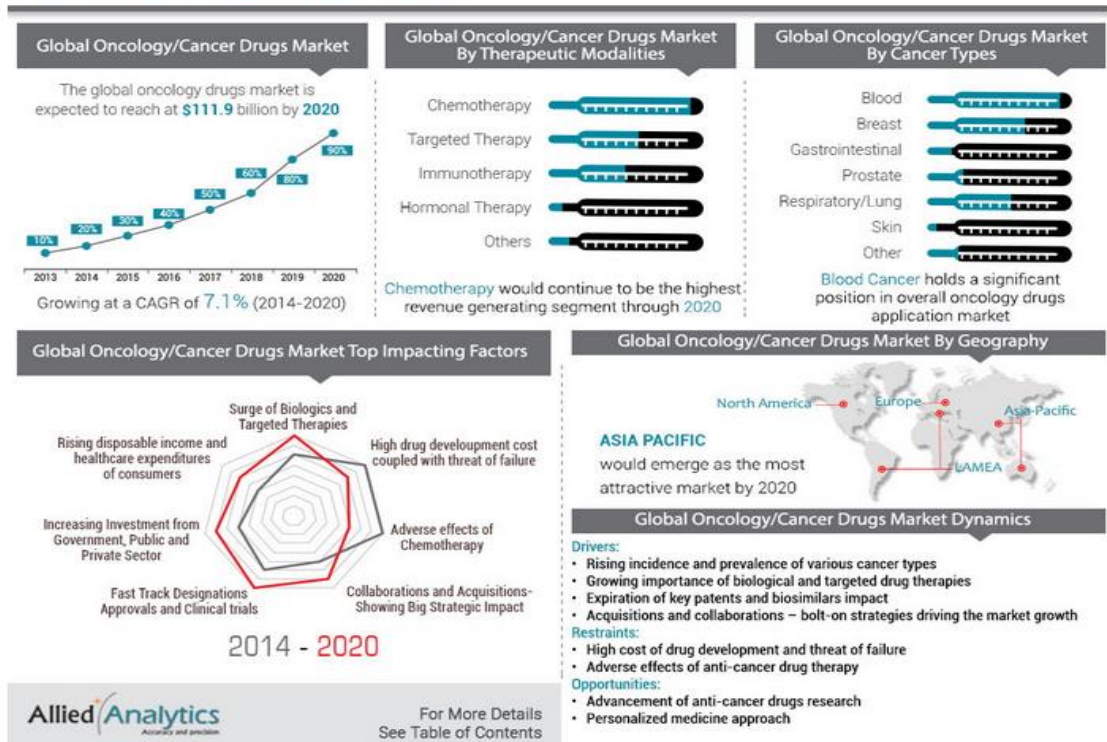 Global Oncology/Cancer Drugs Market
The global oncology drugs market is
expected to reach at $111.9 billion by 2020
10%
20%
30%
40%
50%
60%
80%
90%
2013
2014
2015
2016
2017
2018
2019
2020
Growing at a CAGR of 7.1% (2014-2020)
Global Oncology/Cancer Drugs Market
By Therapeutic Modalities
Chemotherapy
Targeted Therapy
Immunotherapy
Hormonal Therapy
Others
Chemotherapy would continue to be the highest
revenue generating segment through 2020
Global Oncology/Cancer Drugs Market
By Cancer Types
Blood
Breast
Gastrointestinal
Prostate
Respiratory/Lung
Skin
Other
Blood Cancer holds a significant
position in overall oncology drugs
application market
Global Oncology/Cancer Drugs Market Top Impacting Factors
Surge of Biologics and
Targeted Therapies
High drug developument cost
coupled with threat of failure
Adverse effects of
Chemotherapy
Collaborations and Acquisitions-
Showing Big Strategic Impact
Fast Track Designations
Approvals and Clinical trials
Increasing Investment from
Government, Public and
Private Sector
Rising disposable income and
healthcare expenditures
of consumers
2014 - 2020
Global Oncology/Cancer Drugs Market By Geography
North America
Europe
Asia-Pacific
LAMEA
ASIA PACIFIC
would emerge as the most
attractive market by 2020
Global Oncology/Cancer Drugs Market Dynamics
Drivers:
• Rising incidence and prevalence of various cancer types
• Growing importance of biological and targeted drug therapies
• Expiration of key patents and biosimilars impact
• Acquisitions and collaborations – bolt-on strategies driving the market growth
Restraints:
• High cost of drug development and threat of failure
• Adverse effects of anti-cancer drug therapy
Opportunities:
• Advancement of anti-cancer drugs research
• Personalized medicine approach
Allied Analytics
Accuracy and precision
For More Details
See Table of Contents